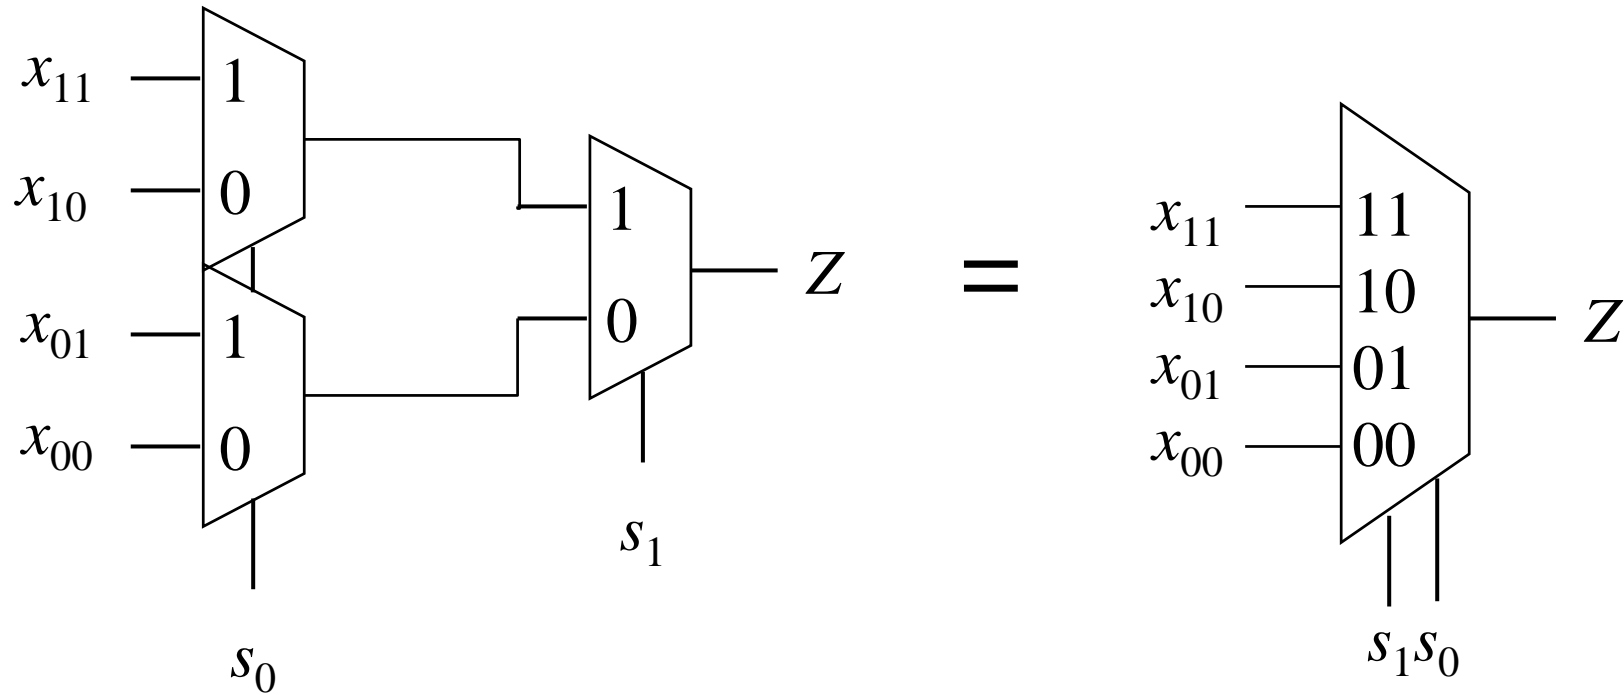 x₁₁ 1
x₁₀ 0
x₀₁ 1
x₀₀ 0
s₀
1
0
Z
s₁
=
x₁₁ 11
x₁₀ 10
x₀₁ 01
x₀₀ 00
Z
s₁s₀